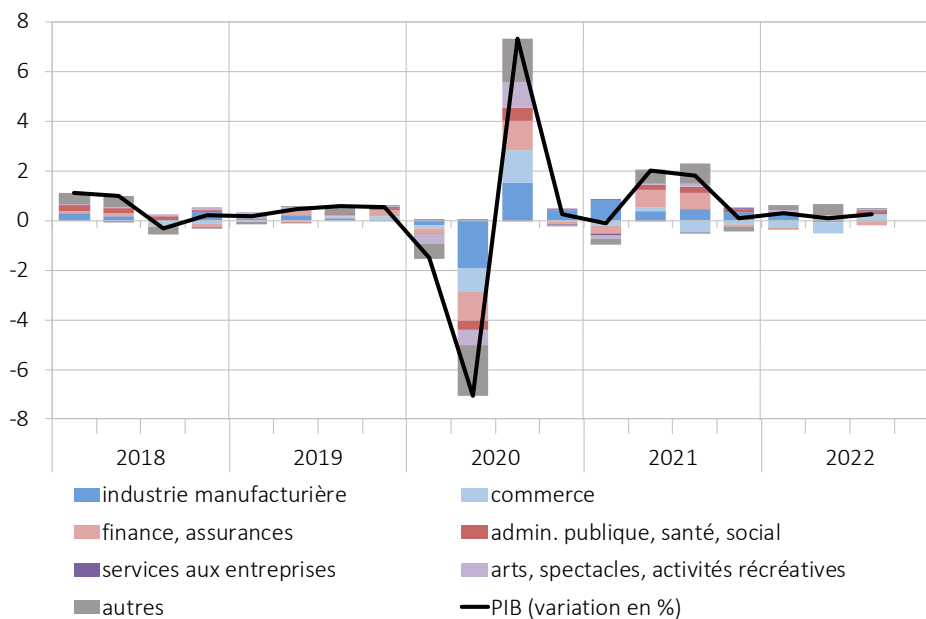 8
6
4
2
0
-2
-4
-6
-8
2018 2019 2020 2021 2022
industrie manufacturière commerce
finance, assurances admin. publique, santé, social
services aux entreprises arts, spectacles, activités récréatives
autres PIB (variation en %)